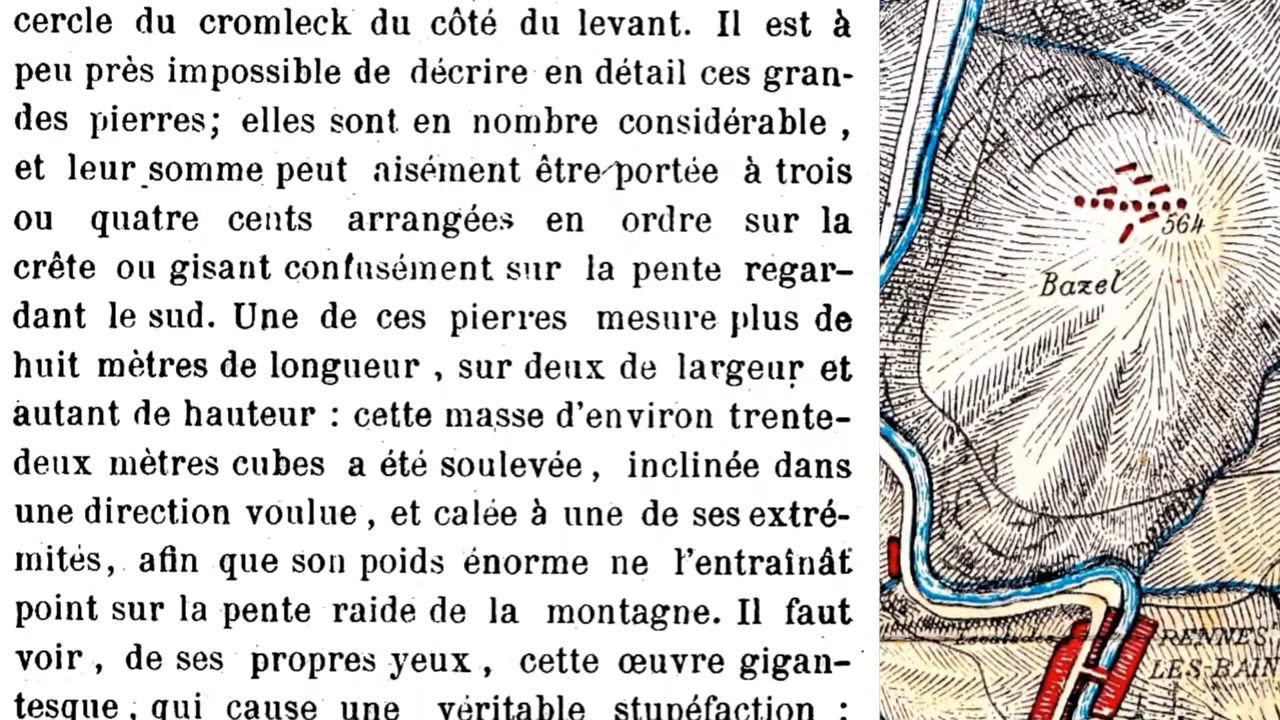 cercle du cromleck du côté du levant. Il est à
peu près impossible de décrire en détail ces gran-
des pierres; elles sont en nombre considérable ,
et leur somme peut aisément être portée à trois
ou quatre cents arrangées en ordre sur la
crête ou gisant confusément sur la pente regar-
dant le sud. Une de ces pierres mesure plus de
huit mètres de longueur , sur deux de largeur et
autant de hauteur : cette masse d'environ trente-
deux mètres cubes a été soulevée , inclinée dans
une direction voulue , et calée à une de ses extré-
mités, afin que son poids énorme ne l'entraînât
point sur la pente raide de la montagne. Il faut
voir , de ses propres yeux , cette œuvre gigan-
tesque , qui cause une véritable stupéfaction :
564
Bazel
RENNES
LES-BAIN